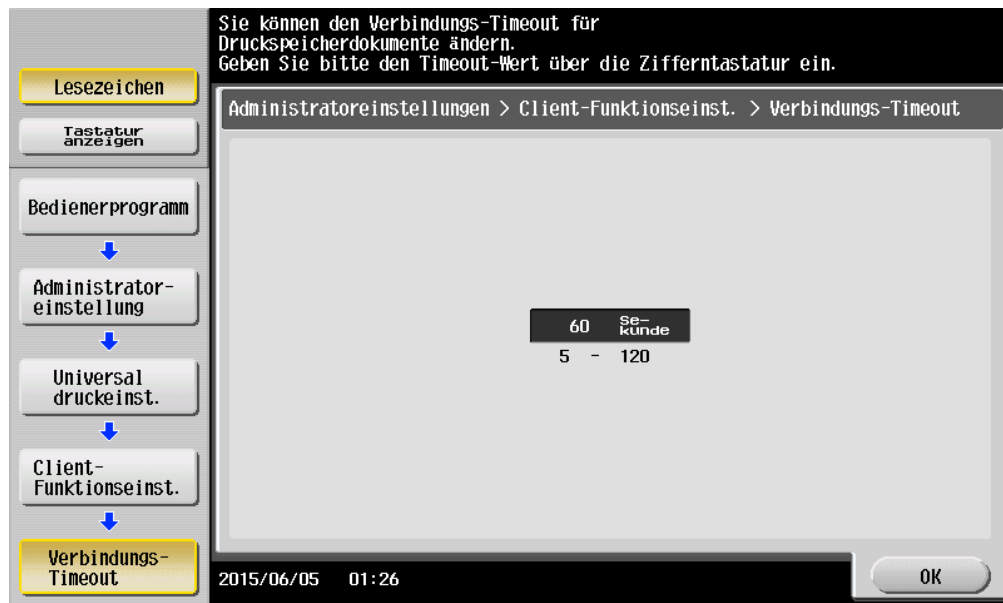 Sie können den Verbindungs-Timeout für
Druckspeicherdokumente ändern.
Geben Sie bitte den Timeout-Wert über die Zifferntastatur ein.
Lesezeichen
Tastatur
anzeigen
Administratoreinstellungen > Client-Funktionseinst. > Verbindungs-Timeout
Bedienerprogramm
Administrator-
einstellung
Universal
druckeinst.
Client-
Funktionseinst.
Verbindungs-
Timeout
60 Se-
kunde
5 - 120
2015/06/05 01:26
OK